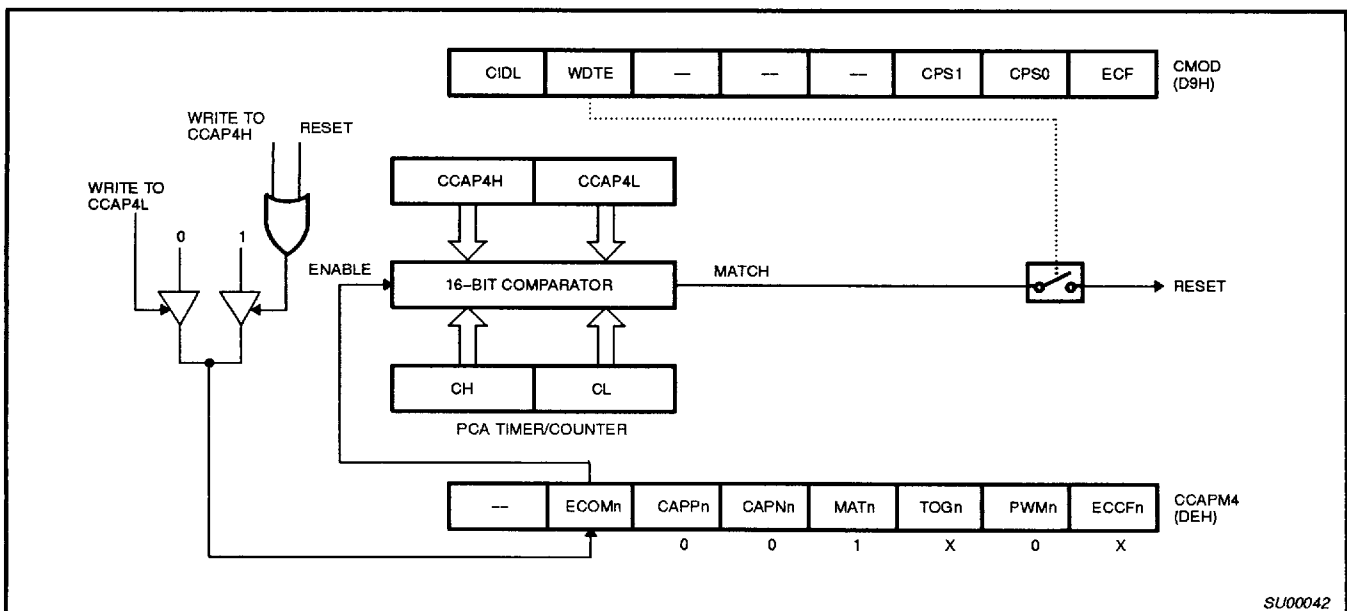 CIDL WDTE — –– –– CPS1 CPS0 ECF
CMOD
(D9H)
WRITE TO
CCAP4H
RESET
WRITE TO
CCAP4L
0 1
CCAP4H CCAP4L
ENABLE
16–BIT COMPARATOR
MATCH
RESET
CH CL
PCA TIMER/COUNTER
–– ECOMn CAPPn CAPNn MATn TOGn PWMn ECCFn
CCAPM4
(DEH)
0 0 1 X 0 X
SU00042